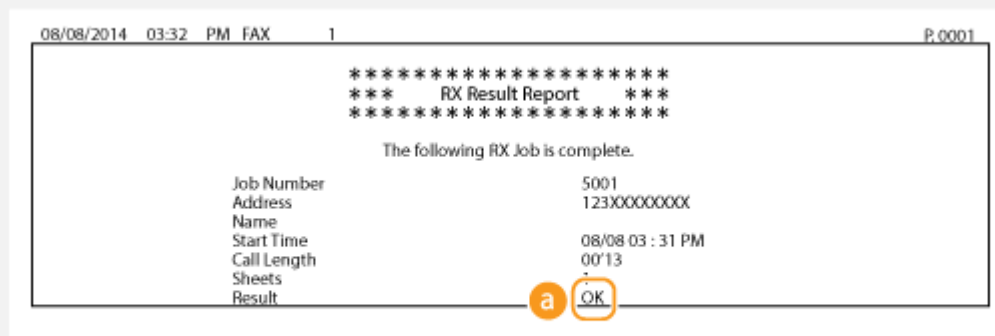 08/08/2014 03:32 PM FAX 1 P. 0001
*********************
*** RX Result Report ***
*********************
The following RX Job is complete.
Job Number 5001
Address 123XXXXXXXX
Name
Start Time 08/08 03 : 31 PM
Call Length 00'13
Sheets
Result a OK